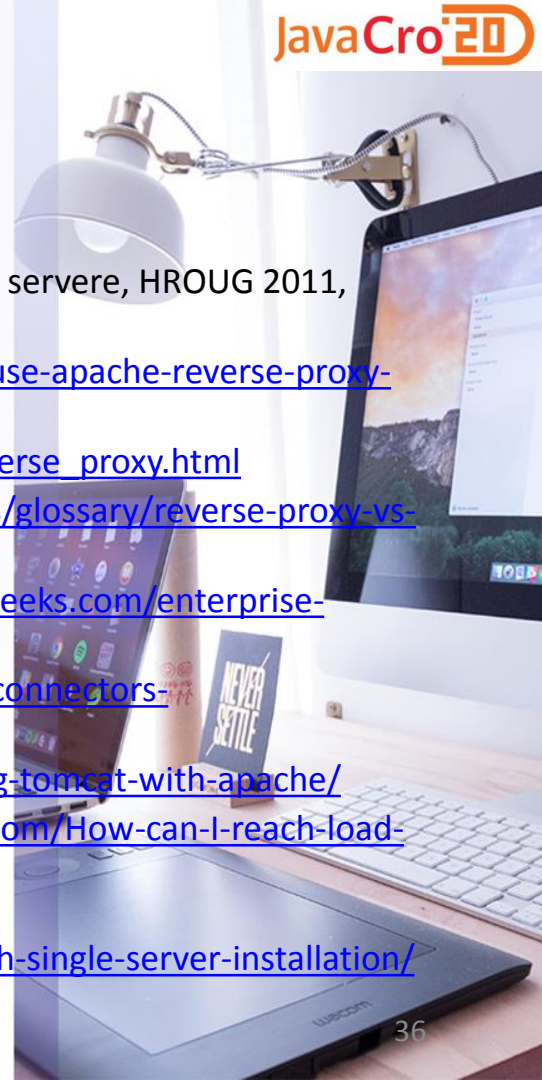 JavaCro'20
servere, HROUG 2011,
use-apache-reverse-proxy-
erse_proxy.html
/glossary/reverse-proxy-vs-
eeks.com/enterprise-
connectors-
NEVER
SETTLE
g-tomcat-with-apache/
om/How-can-I-reach-load-
h-single-server-installation/
wacom
36